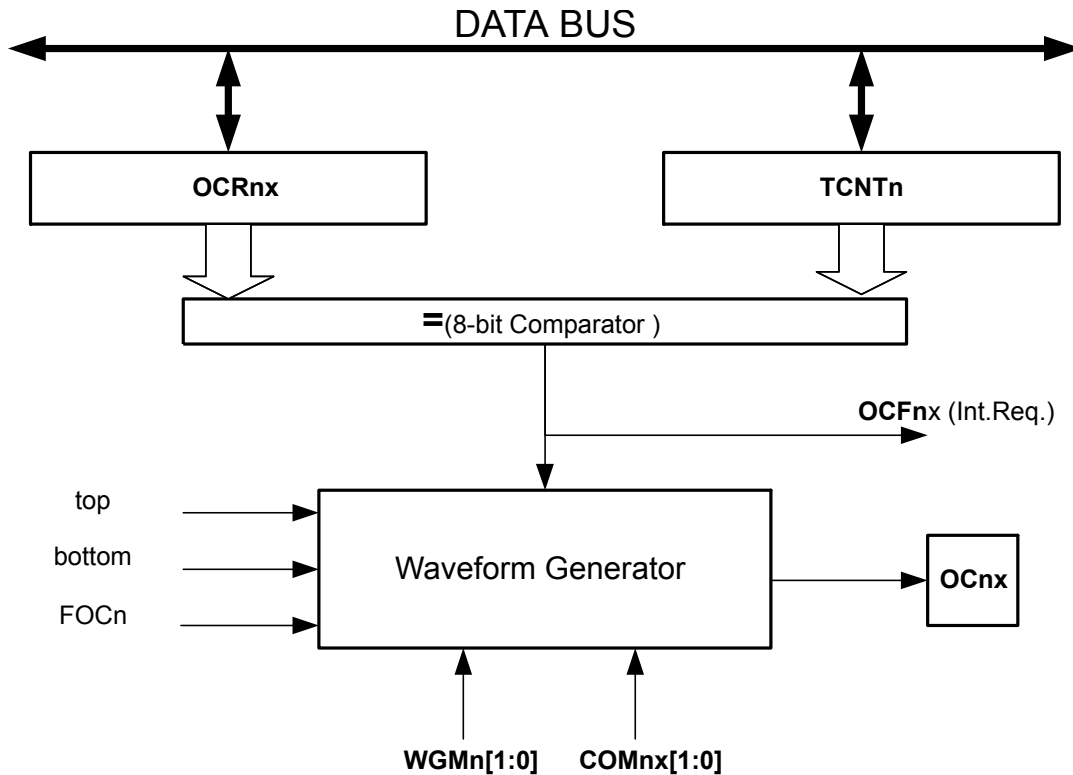 DATA BUS
OCRnx
TCNTn
=(8-bit Comparator )
OCFnx (Int.Req.)
top
bottom
FOCn
Waveform Generator
OCnx
WGMn[1:0]
COMnx[1:0]